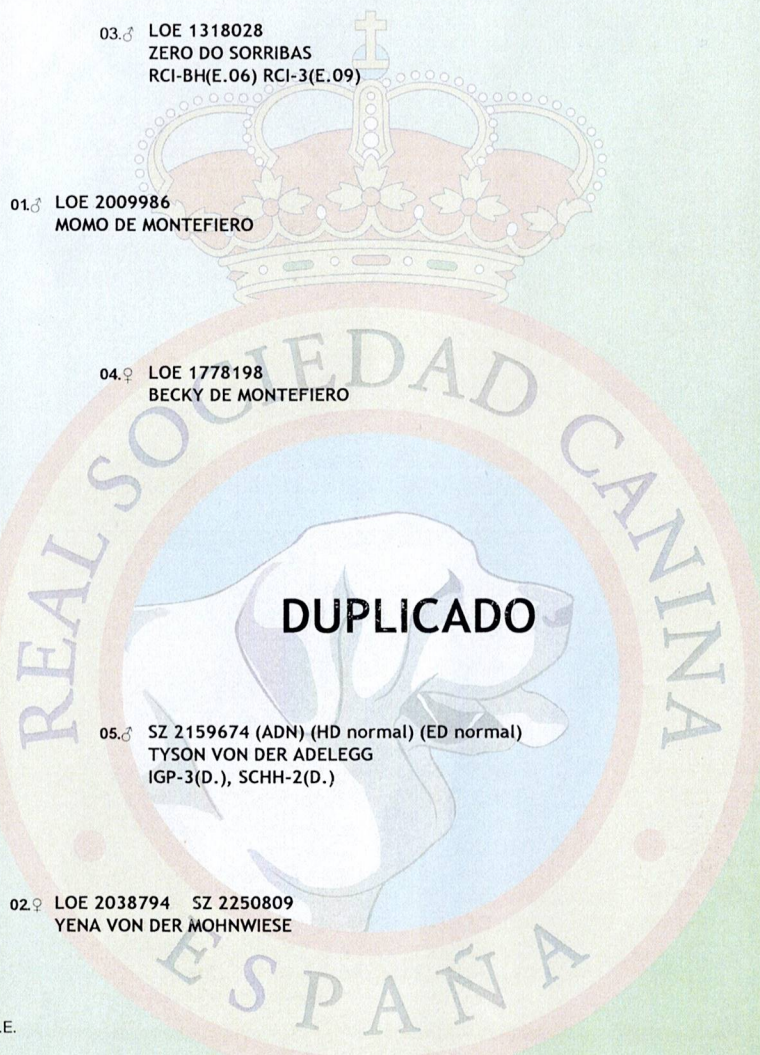 03.♂ LOE 1318028
ZERO DO SORRIBAS
RCI-BH(E.06) RCI-3(E.09)
01.♂ LOE 2009986
MOMO DE MONTEFIERO
04.♀ LOE 1778198
BECKY DE MONTEFIERO
REAL SOCIEDAD CANINA
DUPLICADO
05.♂ SZ 2159674 (ADN) (HD normal) (ED normal)
TYSON VON DER ADELEGG
IGP-3(D.), SCHH-2(D.)
02.♀ LOE 2038794 SZ 2250809
YENA VON DER MOHNWIESE
ESPAÑA
.E.